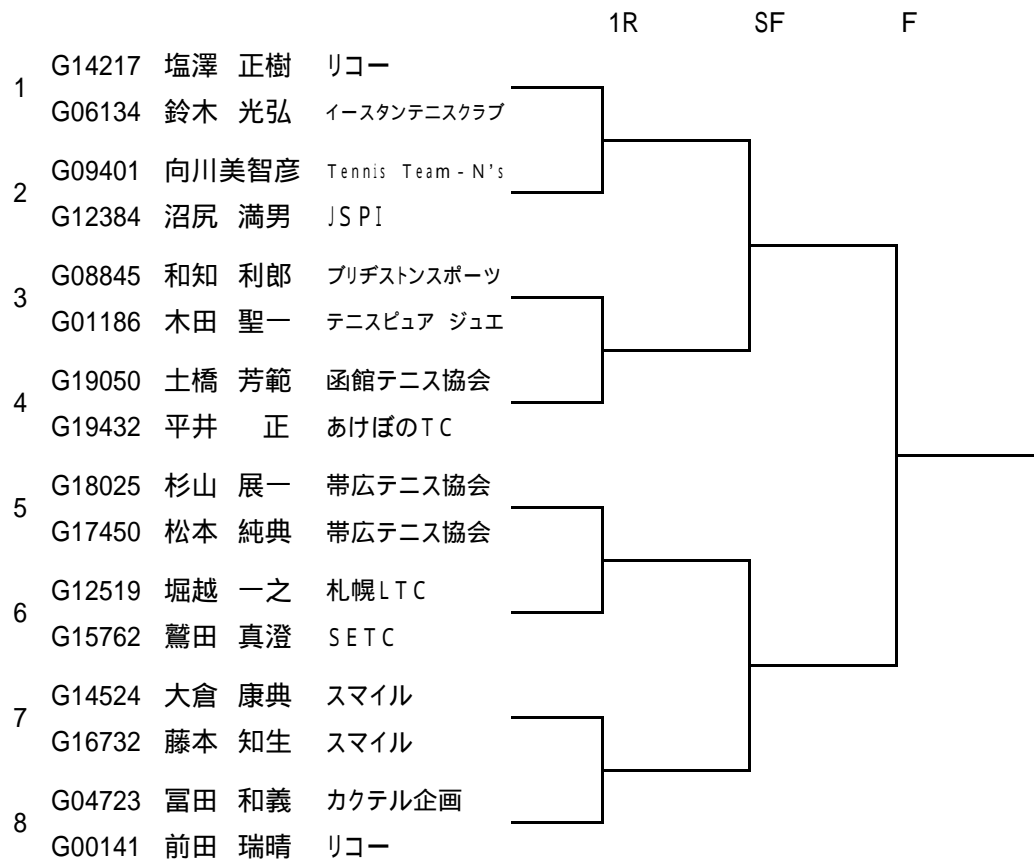 1R SF F
G14217 塩澤 正樹 リコー
1
G06134 鈴木 光弘 イースタンテニスクラブ
G09401 向川美智彦 Tennis Team-N's
2
G12384 沼尻 満男 JSPI
G08845 和知 利郎 ブリヂストンスポーツ
3
G01186 木田 聖一 テニスピュア ジュエ
G19050 土橋 芳範 函館テニス協会
4
G19432 平井 正 あけぼのTC
G18025 杉山 展一 帯広テニス協会
5
G17450 松本 純典 帯広テニス協会
G12519 堀越 一之 札幌LTC
6
G15762 鷲田 真澄 SETC
G14524 大倉 康典 スマイル
7
G16732 藤本 知生 スマイル
G04723 冨田 和義 カクテル企画
8
G00141 前田 瑞晴 リコー